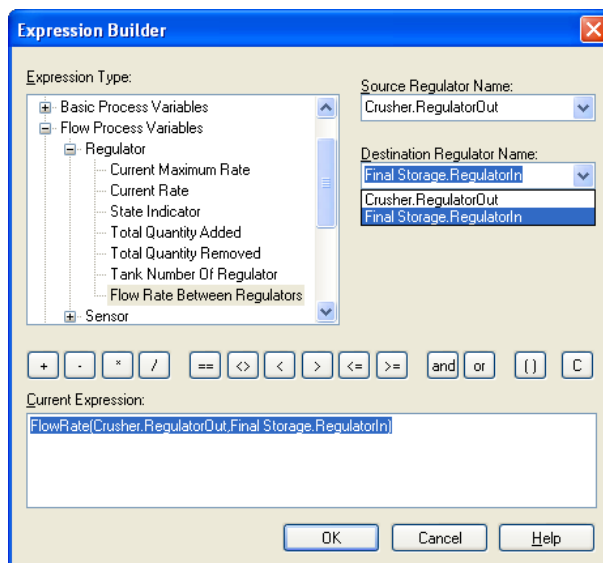 Expression Builder
Expression Type:
Basic Process Variables
Flow Process Variables
Regulator
Current Maximum Rate
Current Rate
State Indicator
Total Quantity Added
Total Quantity Removed
Tank Number Of Regulator
Flow Rate Between Regulators
Sensor
Source Regulator Name:
Crusher.RegulatorOut
Destination Regulator Name:
Final Storage.RegulatorIn
Crusher.RegulatorOut
Final Storage.RegulatorIn
+ - * / == <> < > <= >= and or ( ) C
Current Expression:
FlowRate(Crusher.RegulatorOut,Final Storage.RegulatorIn)
OK Cancel Help